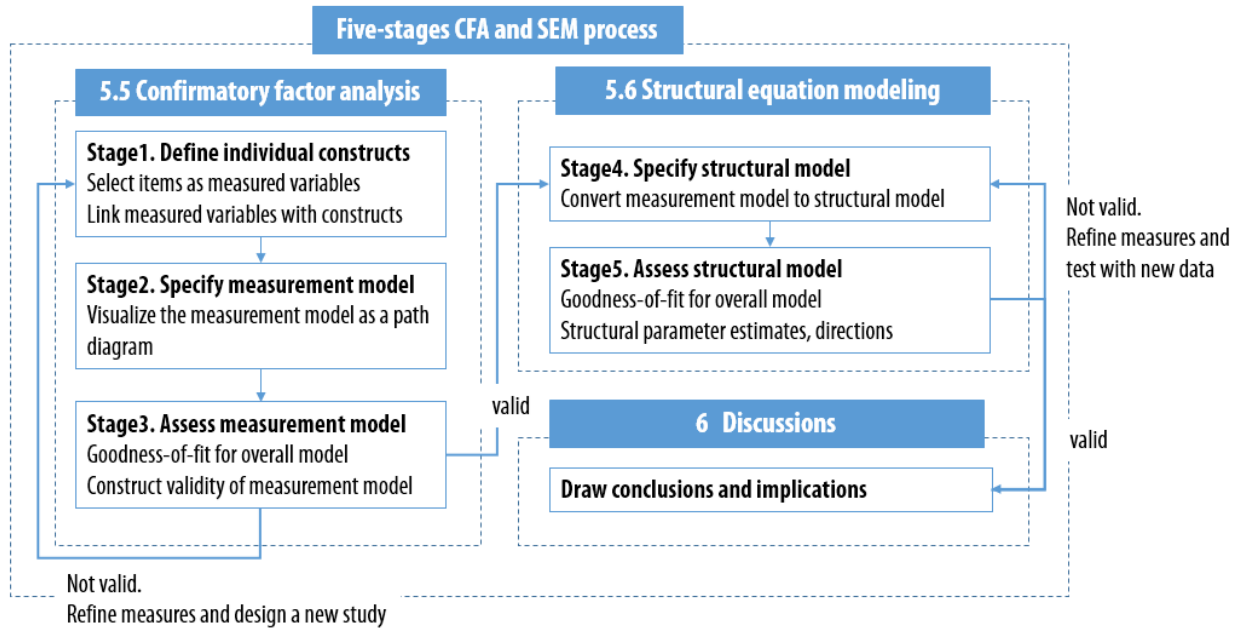 Five-stages CFA and SEM process
5.5 Confirmatory factor analysis
Stage1. Define individual constructs
Select items as measured variables
Link measured variables with constructs
Stage2. Specify measurement model
Visualize the measurement model as a path
diagram
Stage3. Assess measurement model
Goodness-of-fit for overall model
Construct validity of measurement model
Not valid.
Refine measures and design a new study
valid
5.6 Structural equation modeling
Stage4. Specify structural model
Convert measurement model to structural model
Stage5. Assess structural model
Goodness-of-fit for overall model
Structural parameter estimates, directions
Not valid.
Refine measures and
test with new data
valid
6 Discussions
Draw conclusions and implications